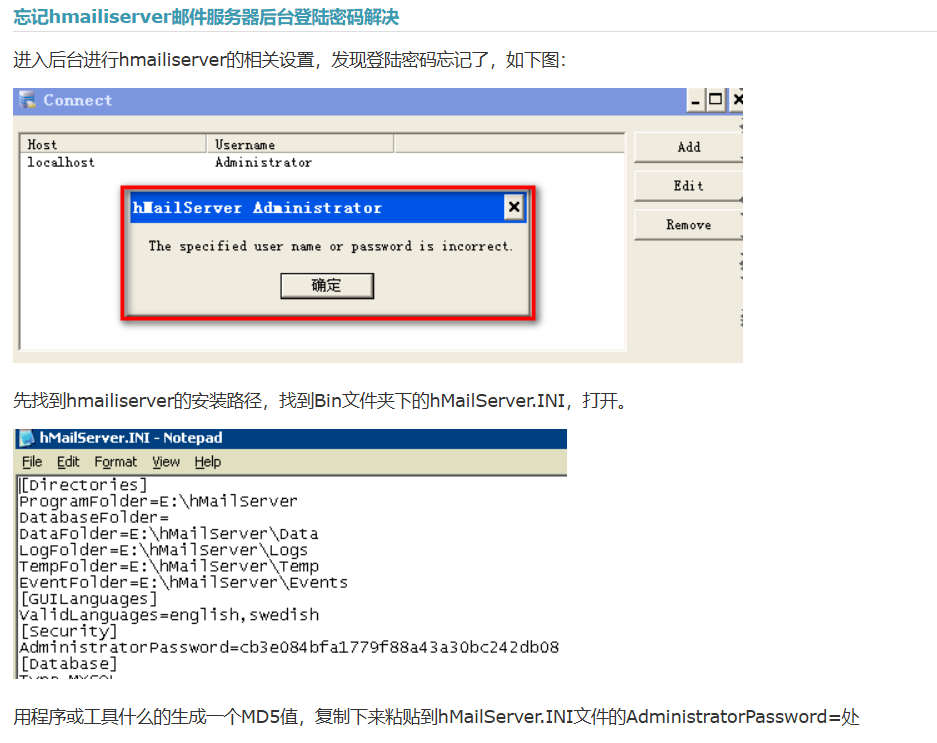 忘记hmailiserver邮件服务器后台登陆密码解决
进入后台进行hmailiserver的相关设置，发现登陆密码忘记了，如下图：
Connect
Host Username
localhost Administrator
Add
Edit
Remove
hMailServer Administrator
The specified user name or password is incorrect.
确定
先找到hmailiserver的安装路径，找到Bin文件夹下的hMailServer.INI，打开。
hMailServer.INI - Notepad
File Edit Format View Help
[Directories]
ProgramFolder=E:\hMailServer
DatabaseFolder=
DataFolder=E:\hMailServer\Data
LogFolder=E:\hMailServer\Logs
TempFolder=E:\hMailServer\Temp
EventFolder=E:\hMailServer\Events
[GUILanguages]
ValidLanguages=english,swedish
[Security]
AdministratorPassword=cb3e084bfa1779f88a43a30bc242db08
[Database]
用程序或工具什么的生成一个MD5值，复制下来粘贴到hMailServer.INI文件的AdministratorPassword=处